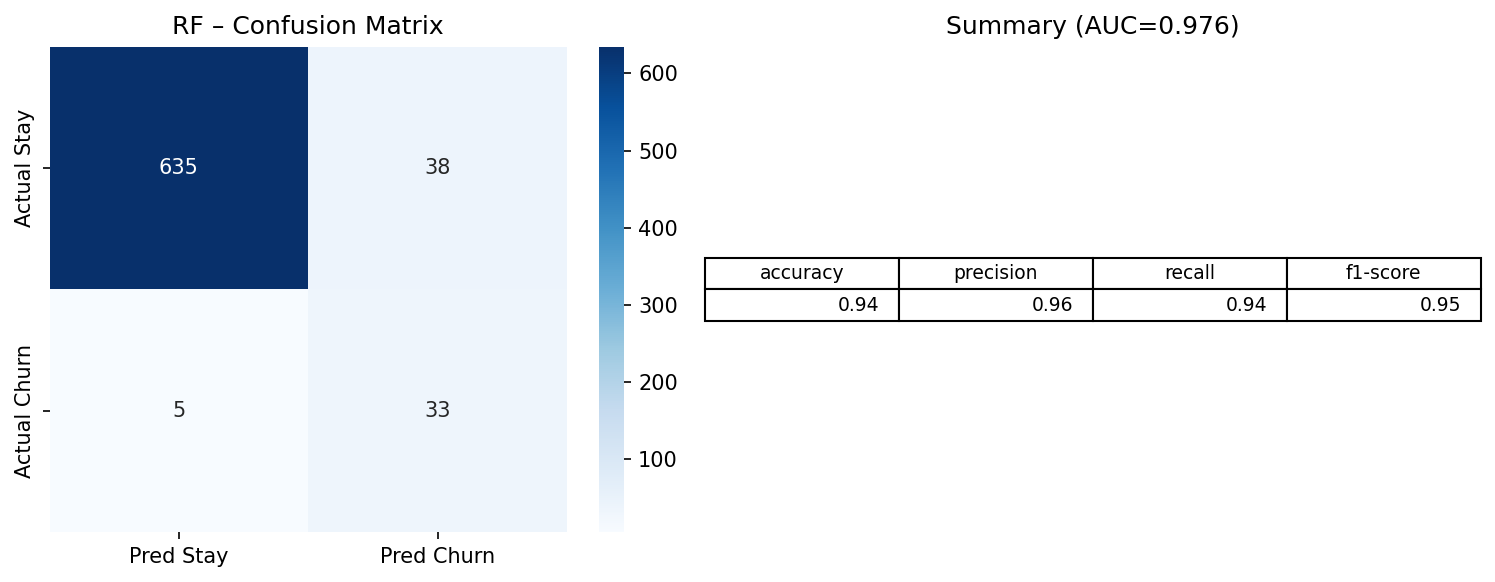 RF – Confusion Matrix
Actual Stay
Actual Churn
635
38
5
33
Pred Stay
Pred Churn
600
500
400
300
200
100
Summary (AUC=0.976)
accuracy precision recall f1-score
0.94 0.96 0.94 0.95